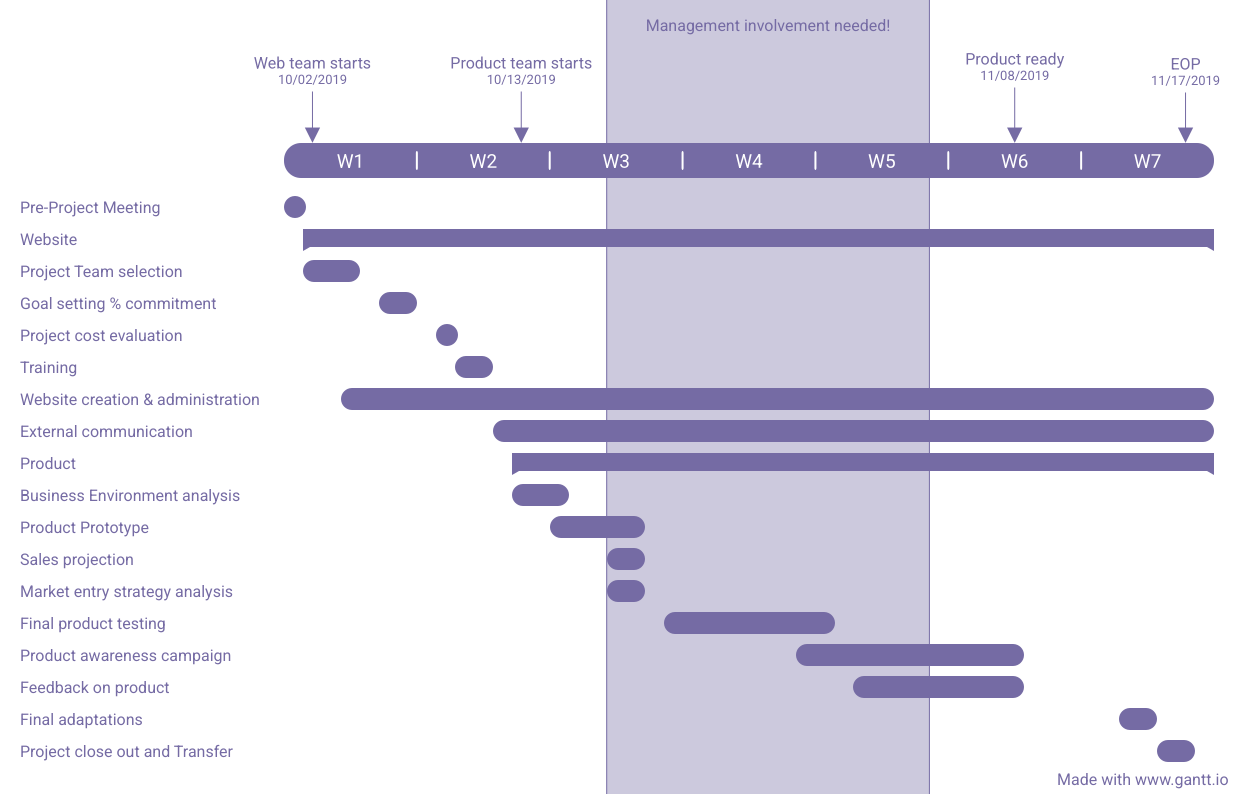 Management involvement needed!
Web team starts
10/02/2019
Product team starts
10/13/2019
Product ready
11/08/2019
EOP
11/17/2019
W1 W2 W3 W4 W5 W6 W7
Pre-Project Meeting
Website
Project Team selection
Goal setting % commitment
Project cost evaluation
Training
Website creation & administration
External communication
Product
Business Environment analysis
Product Prototype
Sales projection
Market entry strategy analysis
Final product testing
Product awareness campaign
Feedback on product
Final adaptations
Project close out and Transfer
Made with www.gantt.io